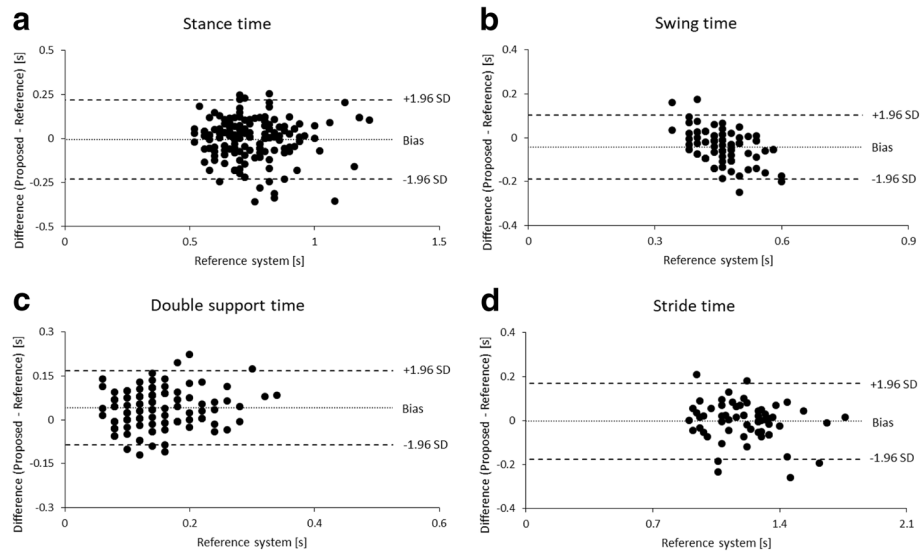 a
Stance time
Difference (Proposed - Reference) [s]
0.5
0.25
0
-0.25
-0.5
+1.96 SD
Bias
-1.96 SD
0
0.5
1
1.5
Reference system [s]
b
Swing time
Difference (Proposed - Reference) [s]
0.4
0.2
0
-0.2
-0.4
+1.96 SD
Bias
-1.96 SD
0
0.3
0.6
0.9
Reference system [s]
c
Double support time
Difference (Proposed - Reference) [s]
0.3
0.15
0
-0.15
-0.3
+1.96 SD
Bias
-1.96 SD
0
0.2
0.4
0.6
Reference system [s]
d
Stride time
Difference (Proposed - Reference) [s]
0.4
0.2
0
-0.2
-0.4
+1.96 SD
Bias
-1.96 SD
0
0.7
1.4
2.1
Reference system [s]